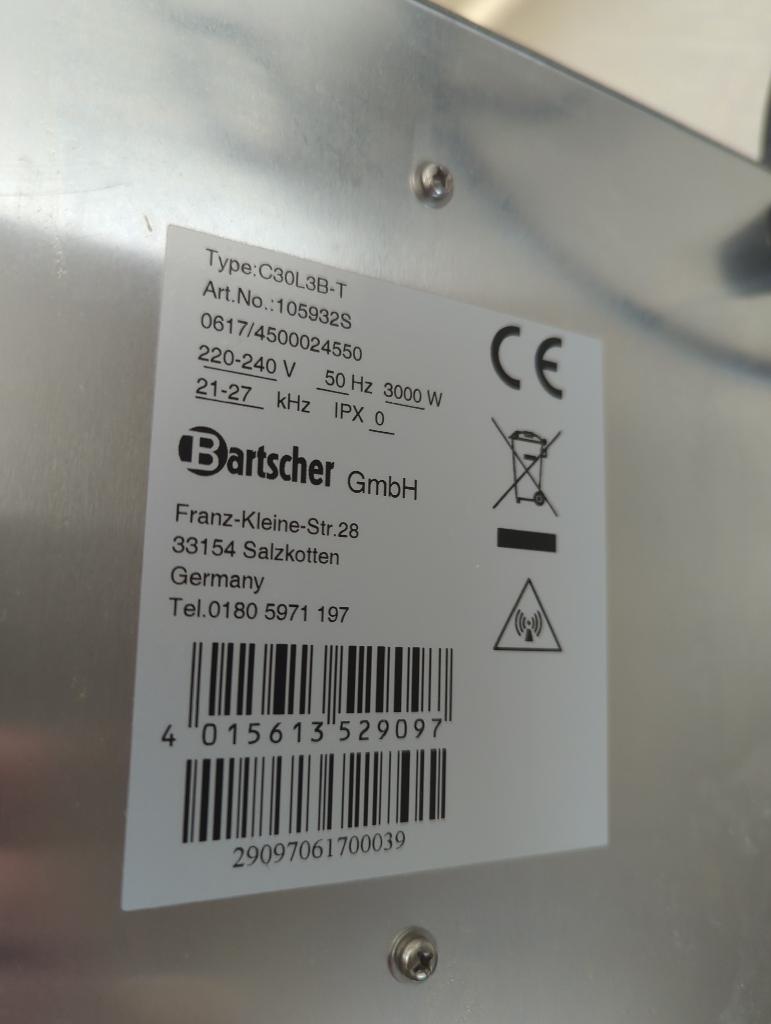 Type:C30L3B-T
Art.No.:105932S
0617/4500024550
220-240 V 50 Hz 3000 W
21-27 kHz IPX 0
CE
Bartscher GmbH
Franz-Kleine-Str.28
33154 Salzkotten
Germany
Tel.0180 5971 197
4 015613 529097
29097061700039